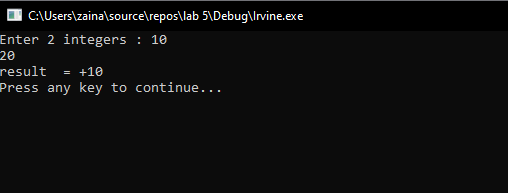 C:\Users\zaina\source\repos\lab 5\Debug\Irvine.exe
Enter 2 integers : 10
20
result  = +10
Press any key to continue...